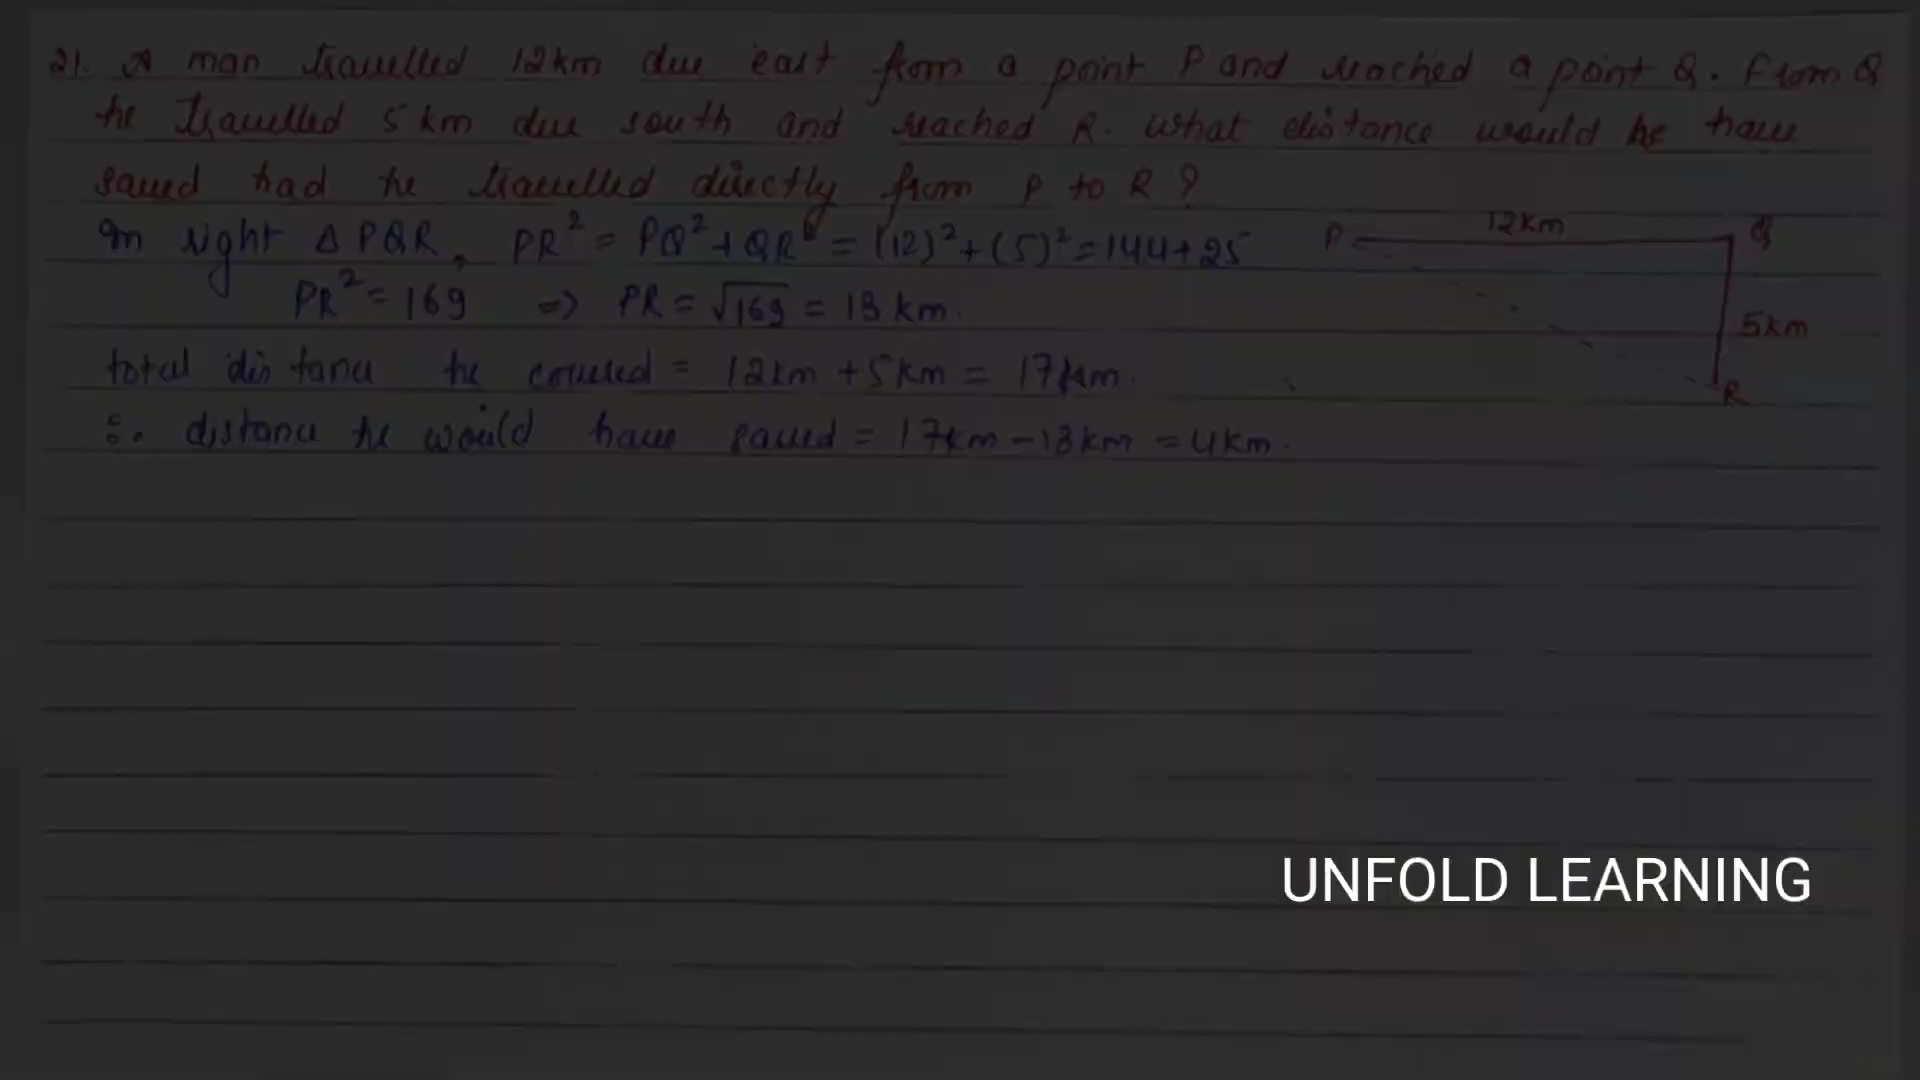 21. A man travelled 12km due east from a point P and reached a point Q. From Q
he travelled 5 km due south and reached R. What distance would he have
saved had he travelled directly from P to R ?
In right Δ PQR, PR² = PQ² + QR² = (12)² + (5)² = 144 + 25
P 12km Q
PR² = 169 ⇒ PR = √169 = 13 km.
5km
total distance he covered = 12km + 5km = 17km.
R
∴ distance he would have saved = 17km - 13km = 4km.
UNFOLD LEARNING